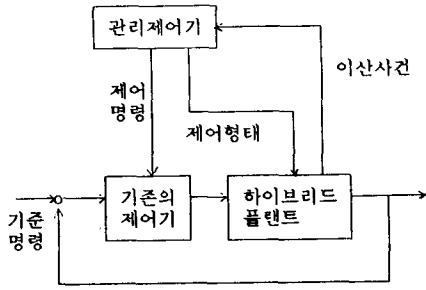 관리제어기
이산사건
제어
명령
제어형태
기존의
제어기
하이브리드
플랜트
기준
명령